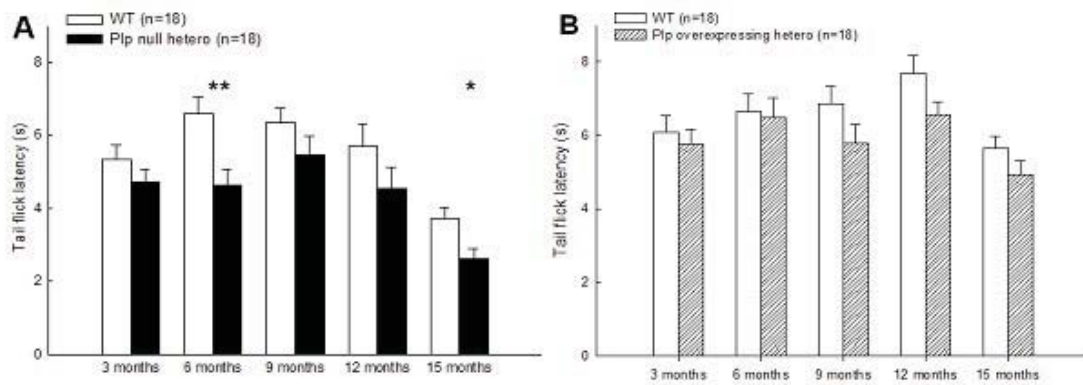 A
WT (n=18)
Plp null hetero (n=18)
Tail flick latency (s)
8
6
4
2
0
**
*
3 months 6 months 9 months 12 months 15 months
B
WT (n=18)
Plp overexpressing hetero (n=18)
Tail flick latency (s)
8
6
4
2
0
3 months 6 months 9 months 12 months 15 months